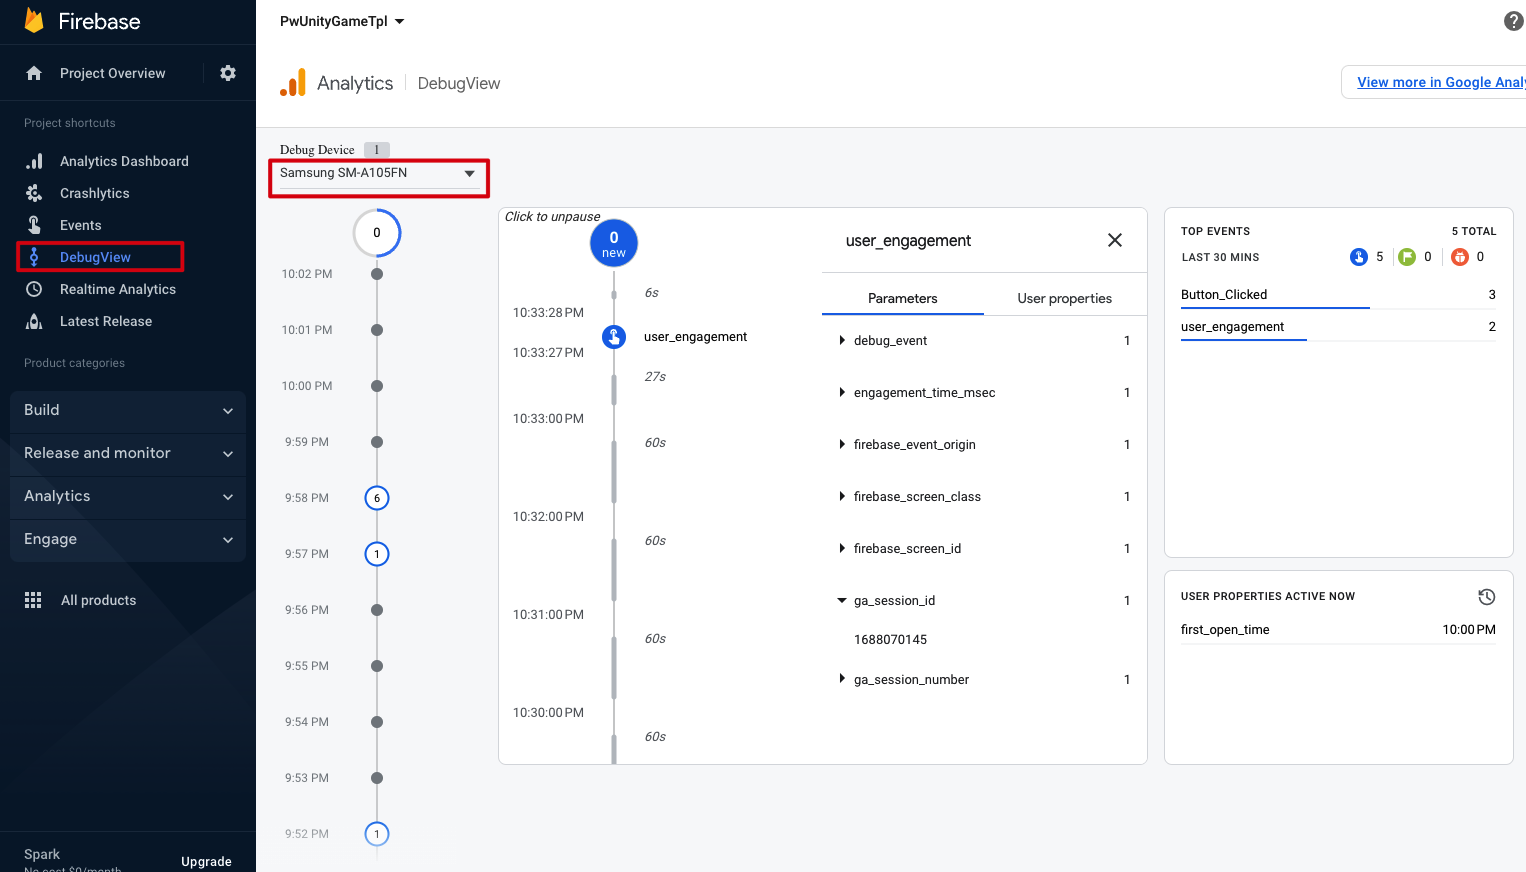 Firebase
Project Overview
Project shortcuts
Analytics Dashboard
Crashlytics
Events
DebugView
Realtime Analytics
Latest Release
Product categories
Build
Release and monitor
Analytics
Engage
All products
Spark
No cost $0/month
Upgrade
PwUnityGameTpl
Analytics
DebugView
View more in Google Analy
Debug Device 1
Samsung SM-A105FN
0
10:02 PM
10:01 PM
10:00 PM
9:59 PM
9:58 PM 6
9:57 PM 1
9:56 PM
9:55 PM
9:54 PM
9:53 PM
9:52 PM 1
Click to unpause
0
new
6s
10:33:28 PM
user_engagement
10:33:27 PM
27s
10:33:00 PM
60s
10:32:00 PM
60s
10:31:00 PM
60s
10:30:00 PM
60s
user_engagement
Parameters User properties
debug_event 1
engagement_time_msec 1
firebase_event_origin 1
firebase_screen_class 1
firebase_screen_id 1
ga_session_id 1
1688070145
ga_session_number 1
TOP EVENTS 5 TOTAL
LAST 30 MINS 5 0 0
Button_Clicked 3
user_engagement 2
USER PROPERTIES ACTIVE NOW
first_open_time 10:00 PM